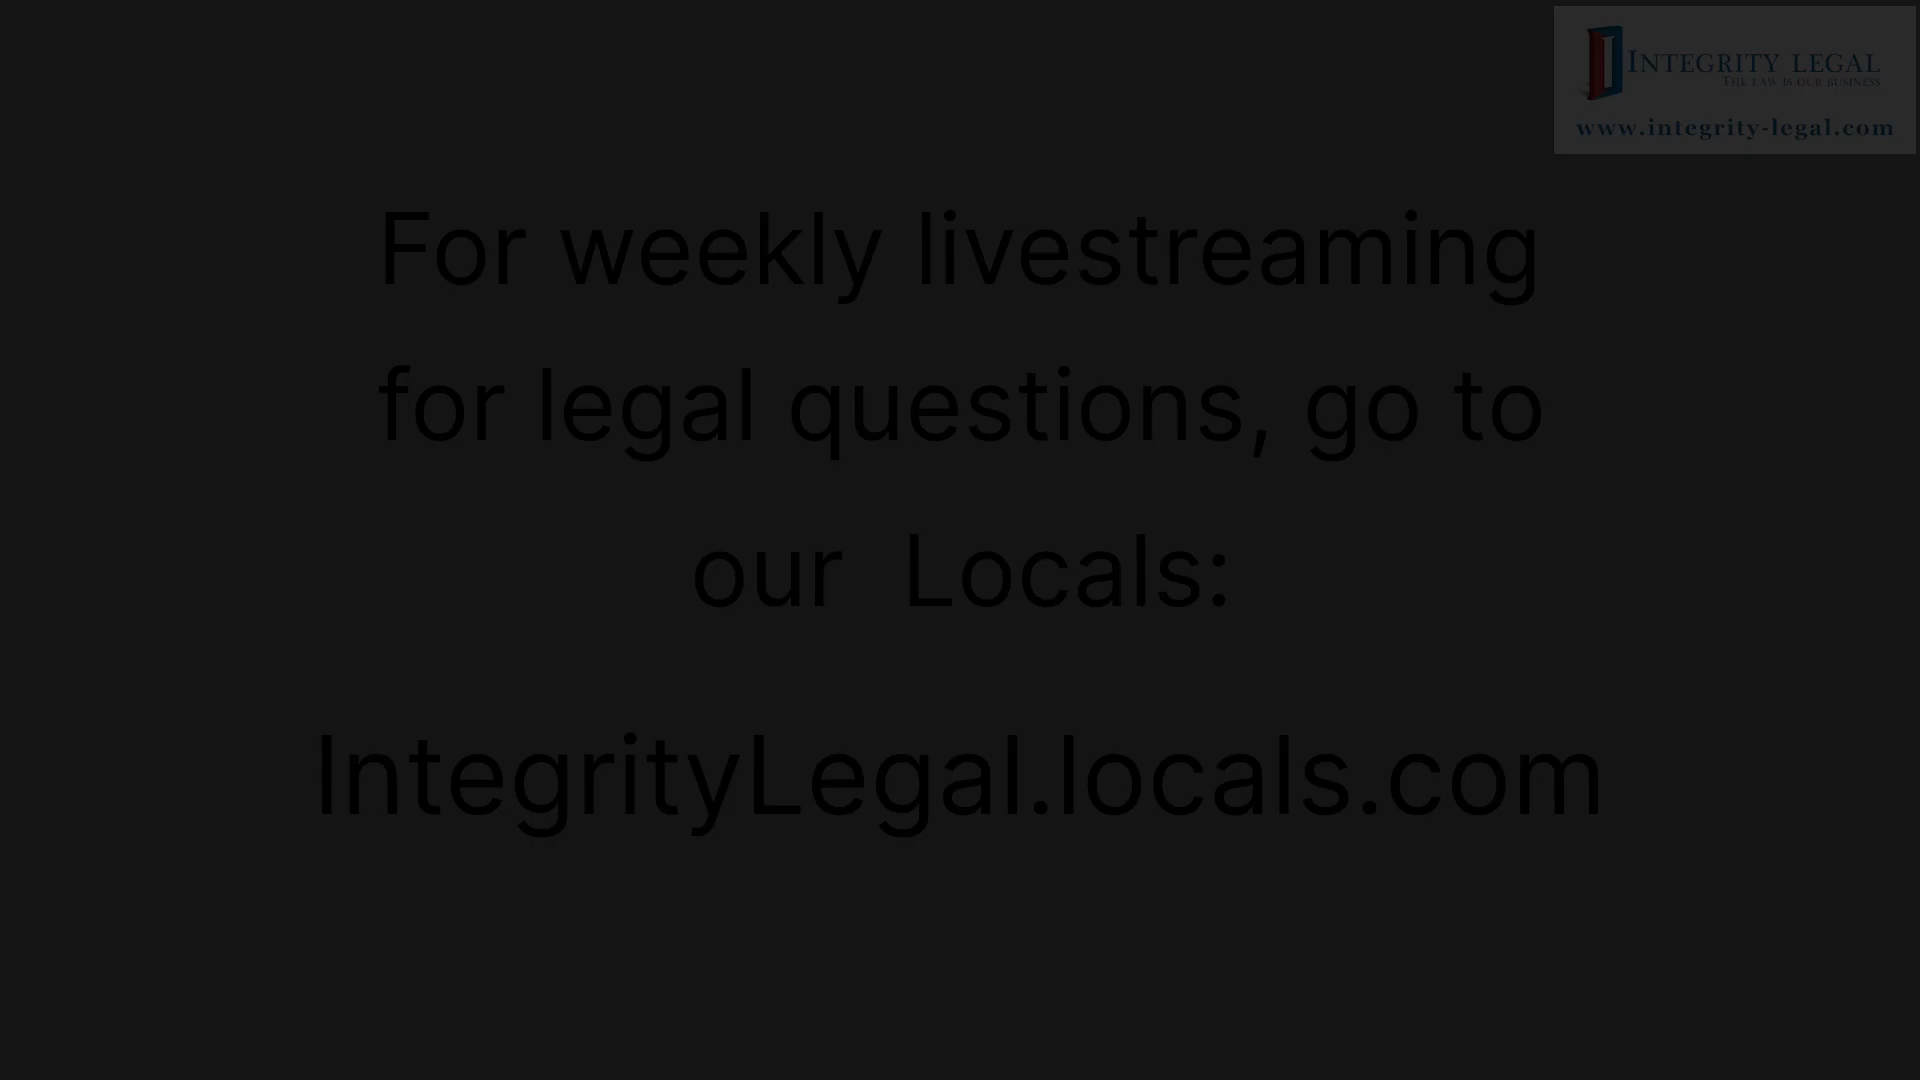 INTEGRITY LEGAL
THE LAW IS OUR BUSINESS
www.integrity-legal.com
For weekly livestreaming
for legal questions, go to
our Locals:
IntegrityLegal.locals.com